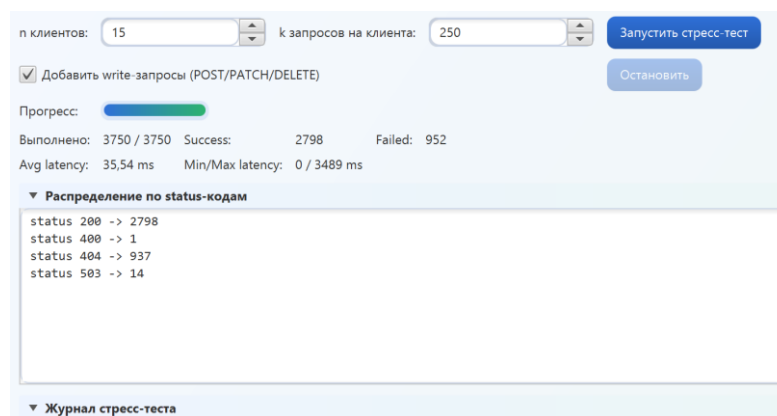 n клиентов: 15 k запросов на клиента: 250 Запустить стресс-тест
Добавить write-запросы (POST/PATCH/DELETE) Остановить
Прогресс:
Выполнено: 3750 / 3750 Success: 2798 Failed: 952
Avg latency: 35,54 ms Min/Max latency: 0 / 3489 ms
Распределение по status-кодам
status 200 -> 2798
status 400 -> 1
status 404 -> 937
status 503 -> 14
Журнал стресс-теста